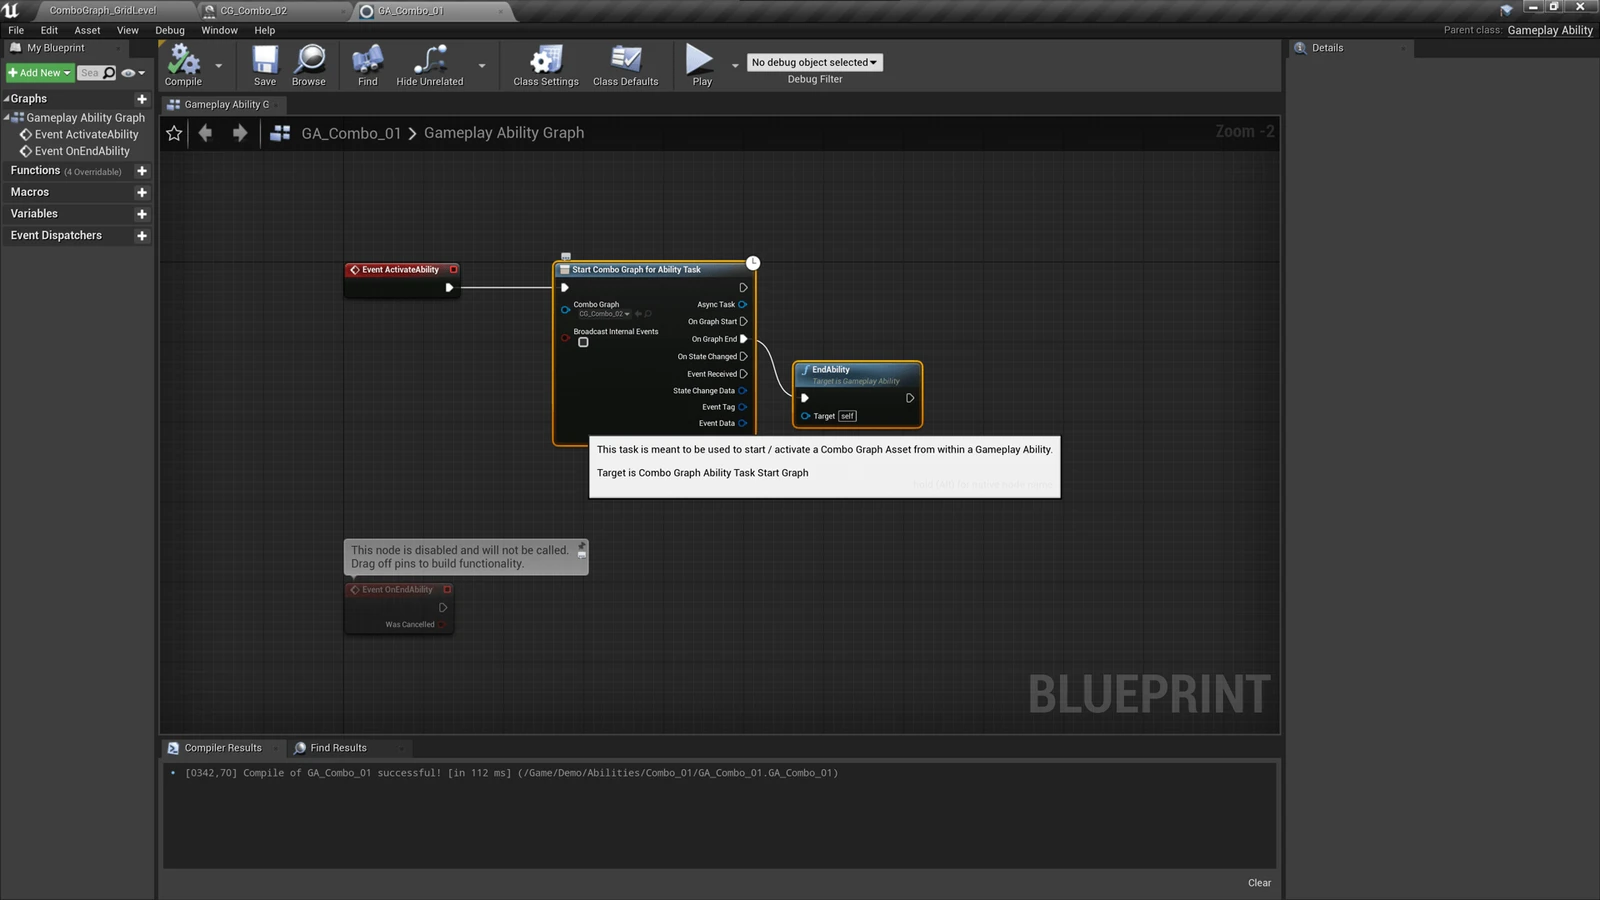 ComboGraph_GridLevel
CG_Combo_02
GA_Combo_01
File Edit Asset View Debug Window Help
Parent class: Gameplay Ability
My Blueprint
Add New
Sea
Graphs
Gameplay Ability Graph
Event ActivateAbility
Event OnEndAbility
Functions (4 Overridable)
Macros
Variables
Event Dispatchers
Compile
Save
Browse
Find
Hide Unrelated
Class Settings
Class Defaults
Play
No debug object selected
Debug Filter
Details
Gameplay Ability G
GA_Combo_01 > Gameplay Ability Graph
Zoom -2
Event ActivateAbility
Start Combo Graph for Ability Task
Combo Graph
CG_Combo_02
Broadcast Internal Events
Async Task
On Graph Start
On Graph End
On State Changed
Event Received
State Change Data
Event Tag
Event Data
EndAbility
Target is Gameplay Ability
Target self
This task is meant to be used to start / activate a Combo Graph Asset from within a Gameplay Ability.
Target is Combo Graph Ability Task Start Graph
This node is disabled and will not be called.
Drag off pins to build functionality.
Event OnEndAbility
Was Cancelled
BLUEPRINT
Compiler Results
Find Results
[0342,70] Compile of GA_Combo_01 successful! [in 112 ms] (/Game/Demo/Abilities/Combo_01/GA_Combo_01.GA_Combo_01)
Clear